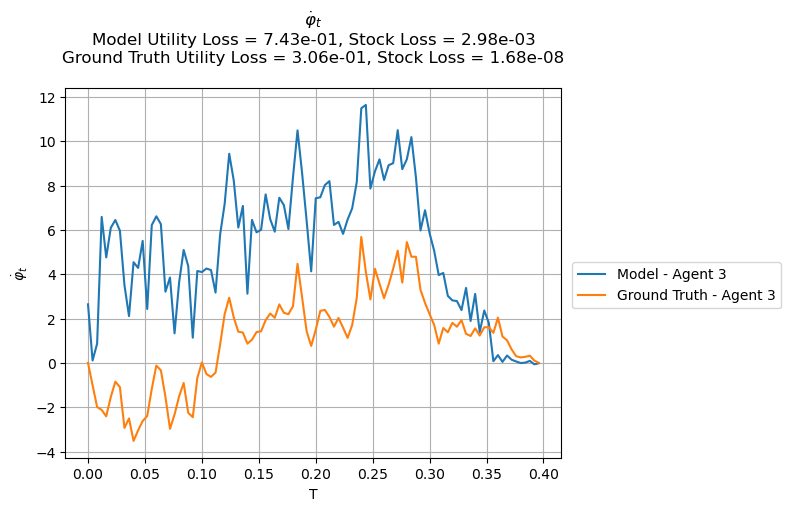 φ̇ₜ
Model Utility Loss = 7.43e-01, Stock Loss = 2.98e-03
Ground Truth Utility Loss = 3.06e-01, Stock Loss = 1.68e-08
12
10
8
6
4
2
0
−2
−4
φ̇ₜ
0.00 0.05 0.10 0.15 0.20 0.25 0.30 0.35 0.40
T
Model - Agent 3
Ground Truth - Agent 3